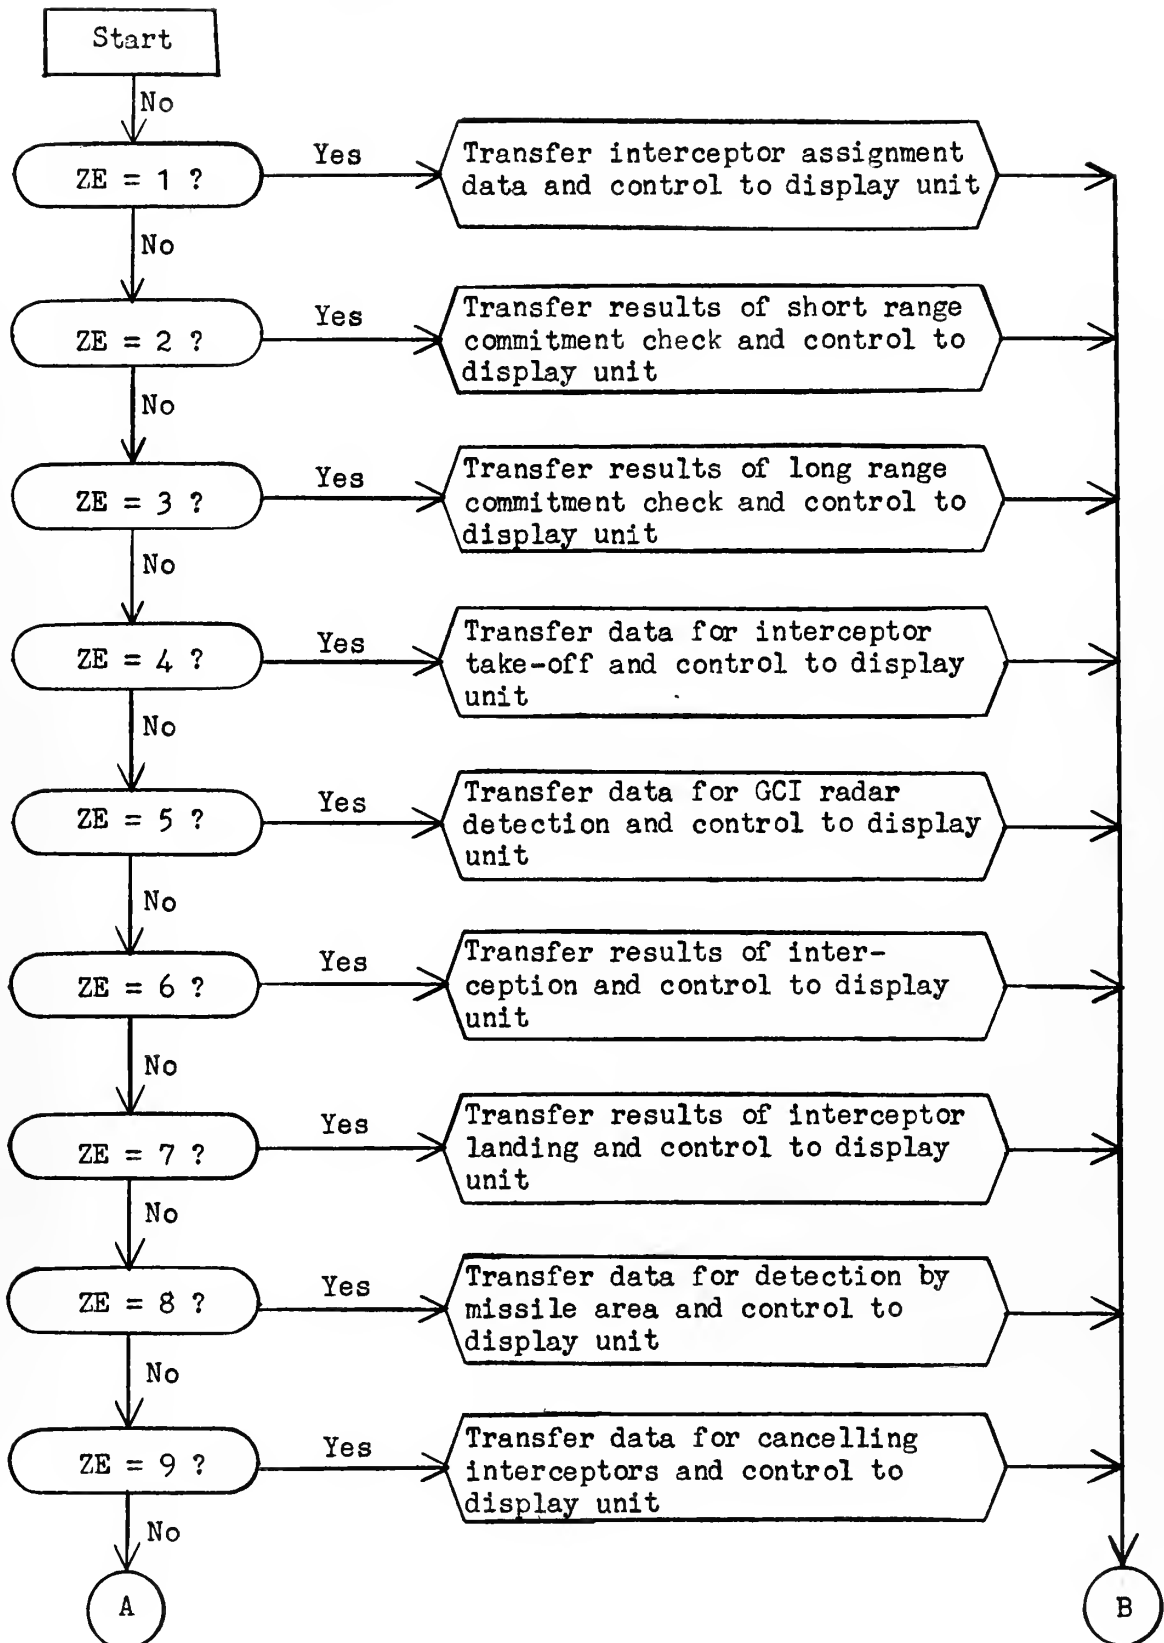 Start
No
ZE = 1 ?
Yes
Transfer interceptor assignment
data and control to display unit
No
ZE = 2 ?
Yes
Transfer results of short range
commitment check and control to
display unit
No
ZE = 3 ?
Yes
Transfer results of long range
commitment check and control to
display unit
No
ZE = 4 ?
Yes
Transfer data for interceptor
take-off and control to display
unit
No
ZE = 5 ?
Yes
Transfer data for GCI radar
detection and control to display
unit
No
ZE = 6 ?
Yes
Transfer results of inter-
ception and control to display
unit
No
ZE = 7 ?
Yes
Transfer results of interceptor
landing and control to display
unit
No
ZE = 8 ?
Yes
Transfer data for detection by
missile area and control to
display unit
No
ZE = 9 ?
Yes
Transfer data for cancelling
interceptors and control to
display unit
No
A
B